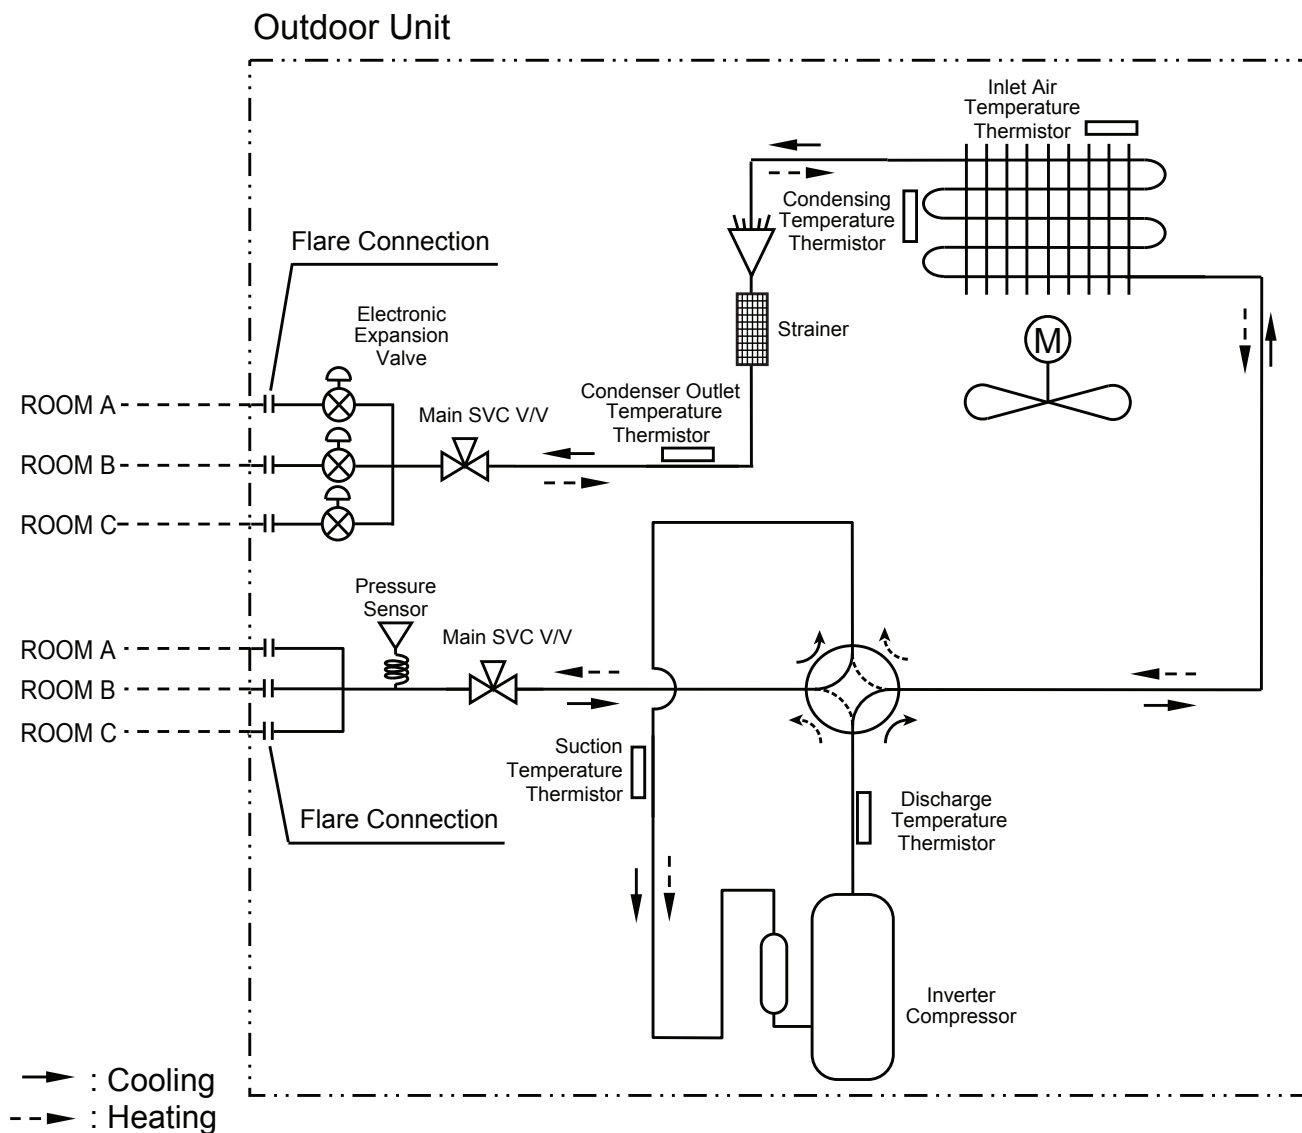 Outdoor Unit
Inlet Air
Temperature
Thermistor
Condensing
Temperature
Thermistor
Flare Connection
Electronic
Expansion
Valve
Strainer
M
Condenser Outlet
Temperature
Thermistor
Main SVC V/V
ROOM A
ROOM B
ROOM C
Pressure
Sensor
Main SVC V/V
ROOM A
ROOM B
ROOM C
Suction
Temperature
Thermistor
Flare Connection
Discharge
Temperature
Thermistor
Inverter
Compressor
: Cooling
: Heating